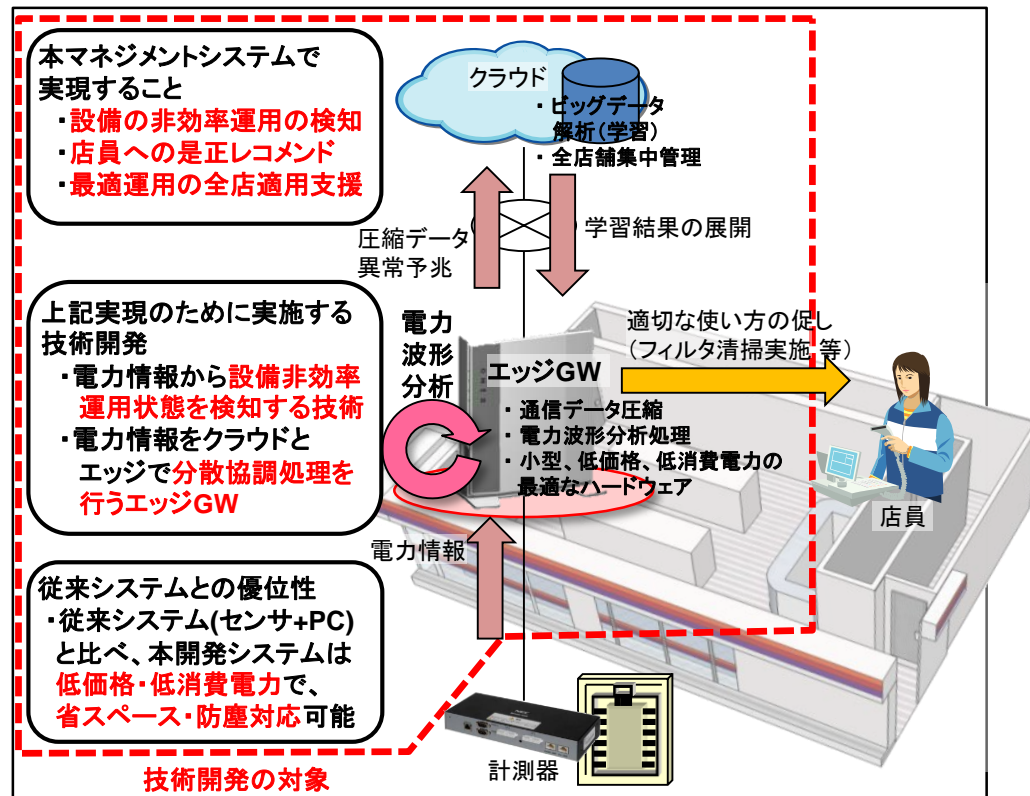 本マネジメントシステムで
実現すること
・設備の非効率運用の検知
・店員への是正レコメンド
・最適運用の全店適用支援
クラウド
・ビッグデータ
解析(学習)
・全店舗集中管理
圧縮データ
異常予兆
学習結果の展開
上記実現のために実施する
技術開発
・電力情報から設備非効率
運用状態を検知する技術
・電力情報をクラウドと
エッジで分散協調処理を
行うエッジGW
電力
波形
分析
エッジGW
・通信データ圧縮
・電力波形分析処理
・小型、低価格、低消費電力の
最適なハードウェア
適切な使い方の促し
(フィルタ清掃実施 等)
店員
電力情報
従来システムとの優位性
・従来システム(センサ+PC)
と比べ、本開発システムは
低価格・低消費電力で、
省スペース・防塵対応可能
計測器
技術開発の対象